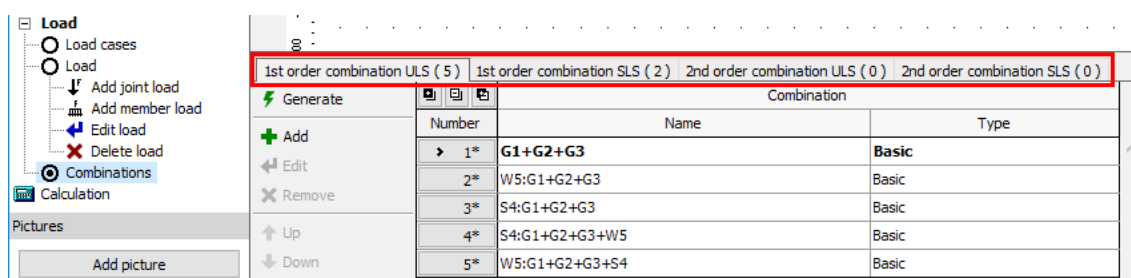 Load
Load cases
Load
Add joint load
Add member load
Edit load
Delete load
Combinations
Calculation
Pictures
Add picture
8
1st order combination ULS ( 5 ) 1st order combination SLS ( 2 ) 2nd order combination ULS ( 0 ) 2nd order combination SLS ( 0 )
Generate
Add
Edit
Remove
Up
Down
Combination
Number Name Type
1* G1+G2+G3 Basic
2* W5:G1+G2+G3 Basic
3* S4:G1+G2+G3 Basic
4* S4:G1+G2+G3+W5 Basic
5* W5:G1+G2+G3+S4 Basic